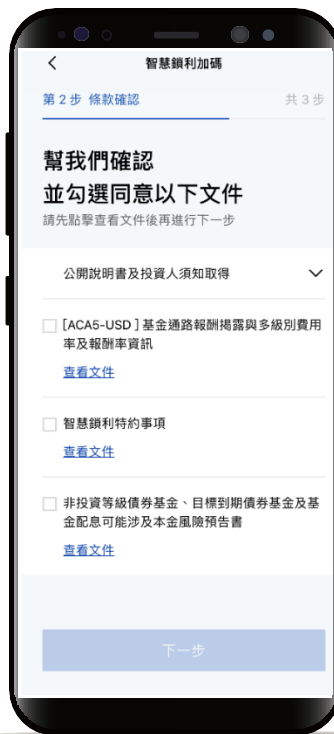 智慧鎖利加碼
第 2 步 條款確認 共 3 步
幫我們確認
並勾選同意以下文件
請先點擊查看文件後再進行下一步
公開說明書及投資人須知取得
[ACA5-USD ] 基金通路報酬揭露與多級別費用
率及報酬率資訊
查看文件
智慧鎖利特約事項
查看文件
非投資等級債券基金、目標到期債券基金及基
金配息可能涉及本金風險預告書
查看文件
下一步